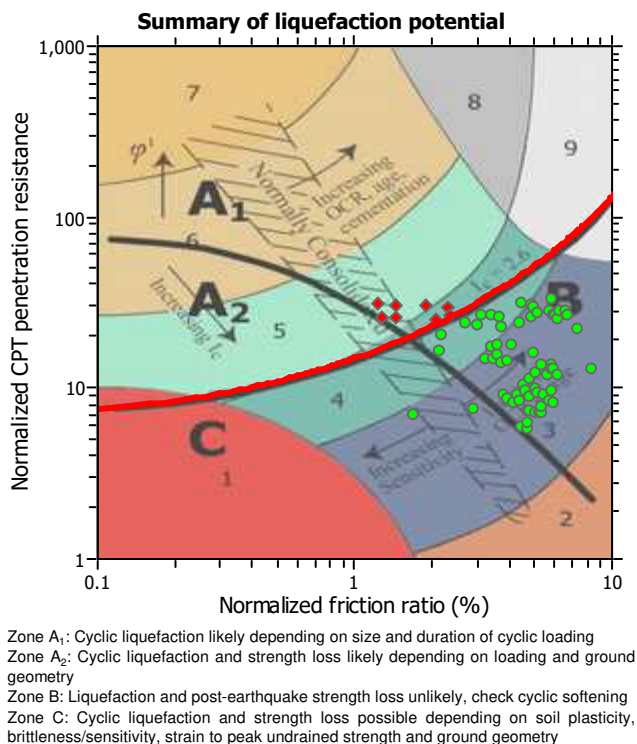 Summary of liquefaction potential
1,000
100
10
1
Normalized CPT penetration resistance
7
8
9
φ'
A1
Normally Consolidated
Increasing
OCR, age,
cementation
6
A2
Increasing Ic
5
Ic = 2.6
B
4
C
1
Increasing
Sensitivity
3
2
0.1
1
10
Normalized friction ratio (%)
Zone A1: Cyclic liquefaction likely depending on size and duration of cyclic loading
Zone A2: Cyclic liquefaction and strength loss likely depending on loading and ground
geometry
Zone B: Liquefaction and post-earthquake strength loss unlikely, check cyclic softening
Zone C: Cyclic liquefaction and strength loss possible depending on soil plasticity,
brittleness/sensitivity, strain to peak undrained strength and ground geometry